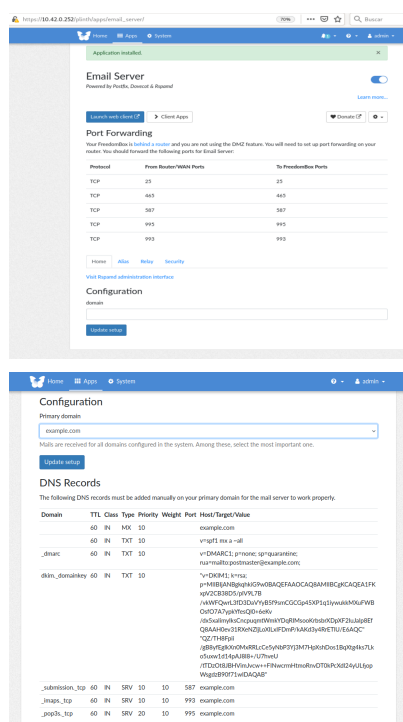 https://10.42.0.252/plinth/apps/email_server/ 70% Buscar
Home Apps System admin
Application installed. ×
Email Server
Powered by Postfix, Dovecot & Rspamd
Learn more...
Launch web client Client Apps Donate
Port Forwarding
Your FreedomBox is behind a router and you are not using the DMZ feature. You will need to set up port forwarding on your
router. You should forward the following ports for Email Server:
Protocol From Router/WAN Ports To FreedomBox Ports
TCP 25 25
TCP 465 465
TCP 587 587
TCP 995 995
TCP 993 993
Home Alias Relay Security
Visit Rspamd administration interface
Configuration
domain
Update setup
Home Apps System admin
Configuration
Primary domain
example.com
Mails are received for all domains configured in the system. Among these, select the most important one.
Update setup
DNS Records
The following DNS records must be added manually on your primary domain for the mail server to work properly.
Domain TTL Class Type Priority Weight Port Host/Target/Value
60 IN MX 10 example.com
60 IN TXT 10 v=spf1 mx a ~all
_dmarc 60 IN TXT 10 v=DMARC1; p=none; sp=quarantine;
rua=mailto:postmaster@example.com;
dkim._domainkey 60 IN TXT 10 "v=DKIM1; k=rsa;
_submission._tcp 60 IN SRV 10 10 587 example.com
_imaps._tcp 60 IN SRV 10 10 993 example.com
_pop3s._tcp 60 IN SRV 20 10 995 example.com